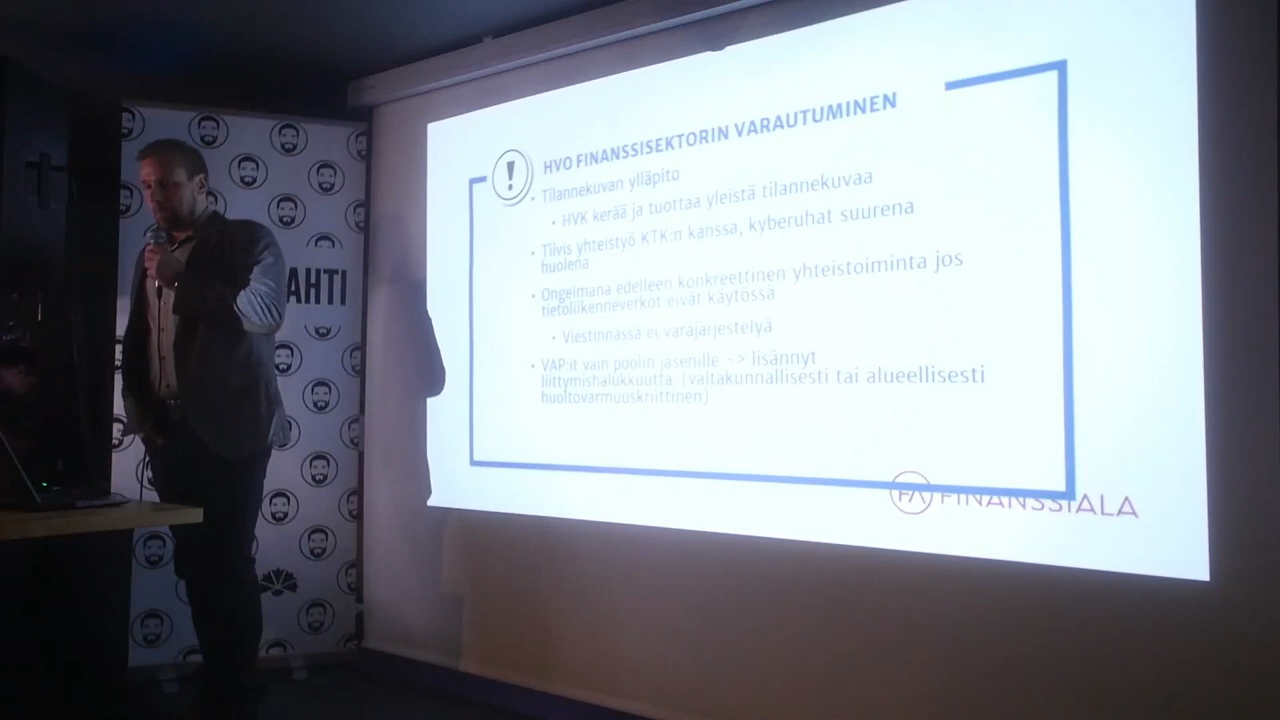 AHTI
HVO FINANSSISEKTORIN VARAUTUMINEN
• Tilannekuvan ylläpito
• HVK kerää ja tuottaa yleistä tilannekuvaa
• Tiivis yhteistyö KTK:n kanssa, kyberuhat suurena
huolena
• Ongelmana edelleen konkreettinen yhteistoiminta jos
tietoliikenneverkot eivät käytössä
• Viestinnässä ei varajärjestelyä
• VAP:it vain poolin jäsenille -> lisännyt
liittymishalukkuutta. (valtakunnallisesti tai alueellisesti
huoltovarmuuskriittinen)
FA FINANSSIALA